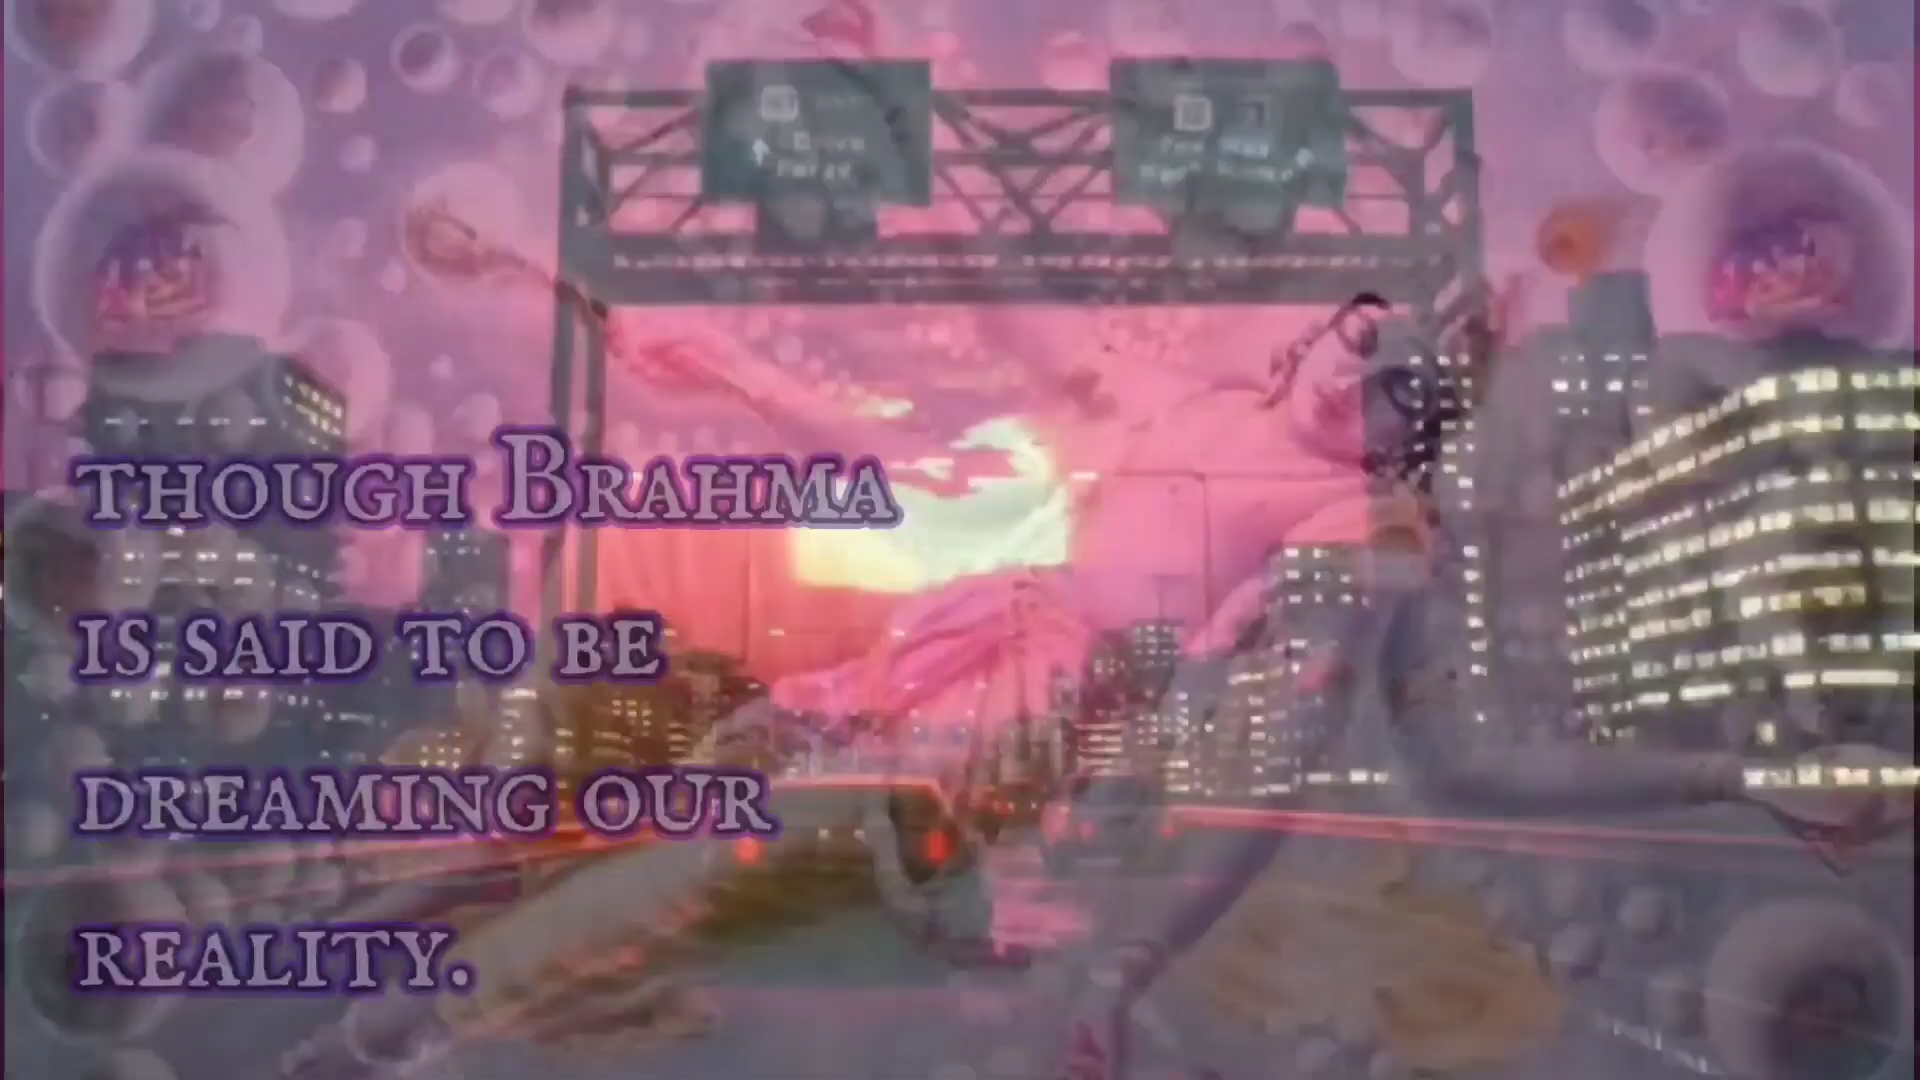 though Brahma
is said to be
dreaming our
reality.